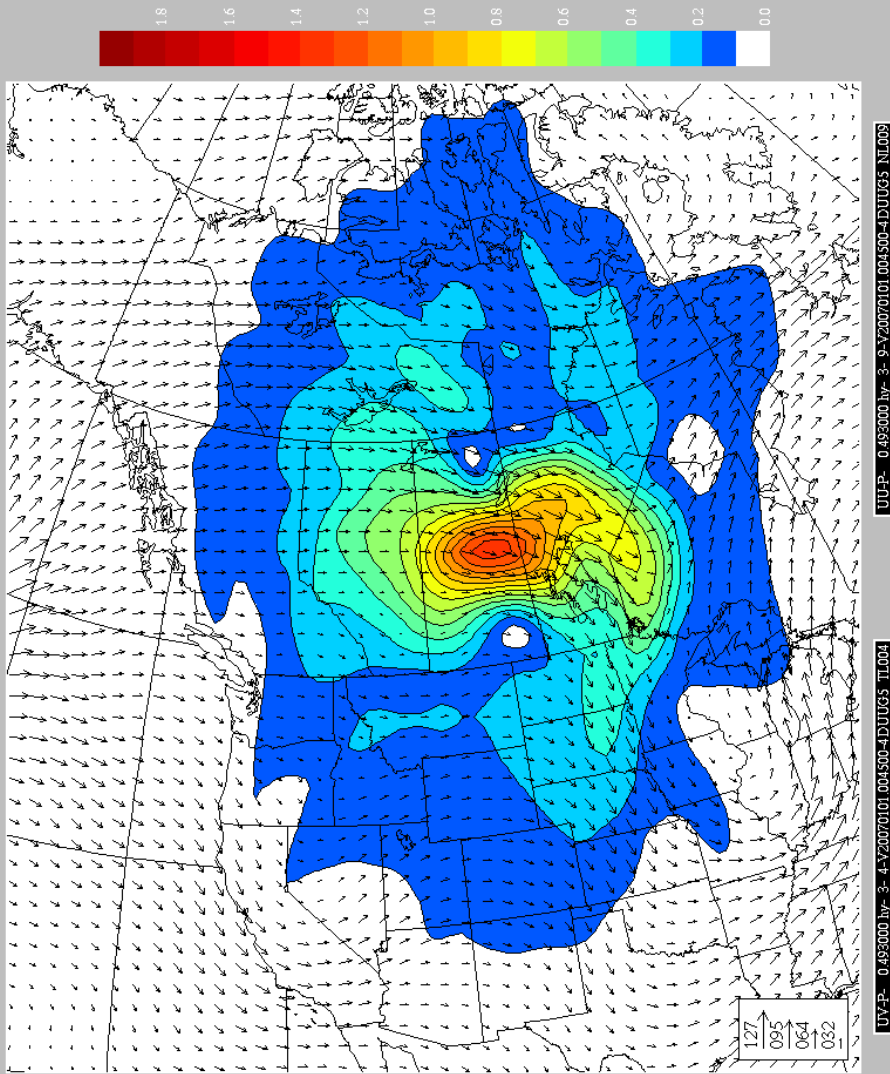 1.8 1.6 1.4 1.2 1.0 0.8 0.6 0.4 0.2 0.0
127
095
064
032
UV-P- 0.493000 hy- 3- 4-V20070101.004500-4DUUGS TL004
UU-P 0.493000 hy- 3- 9-V20070101.004500-4DUUGS NL009